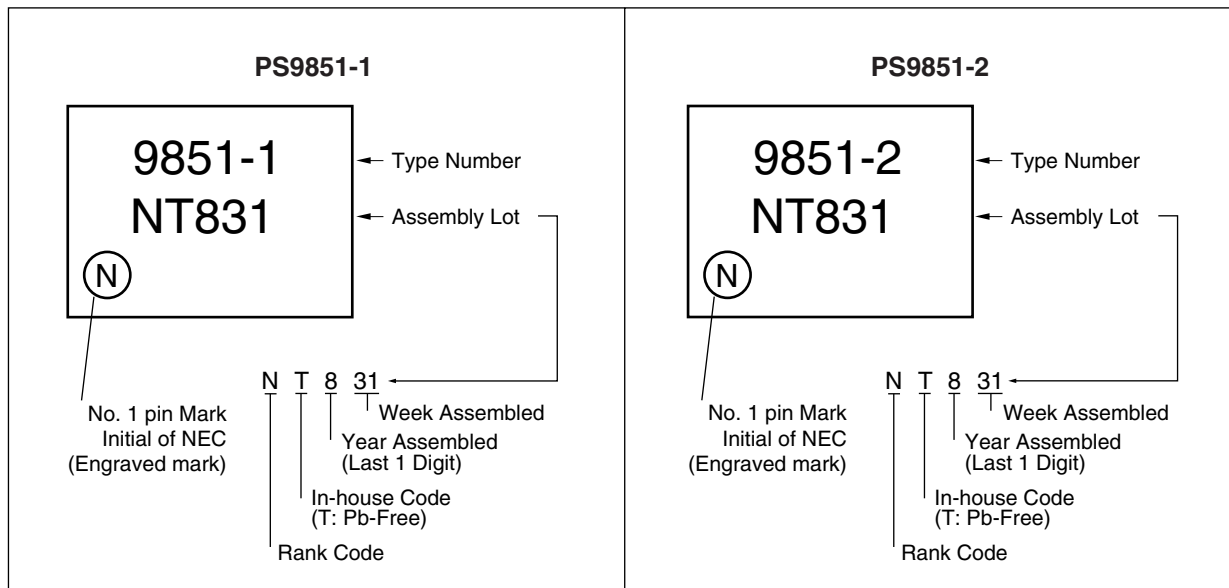 PS9851-1
9851-1
Type Number
NT831
Assembly Lot
N
N T 8 31
No. 1 pin Mark
Initial of NEC
(Engraved mark)
Week Assembled
Year Assembled
(Last 1 Digit)
In-house Code
(T: Pb-Free)
Rank Code
PS9851-2
9851-2
Type Number
NT831
Assembly Lot
N
N T 8 31
No. 1 pin Mark
Initial of NEC
(Engraved mark)
Week Assembled
Year Assembled
(Last 1 Digit)
In-house Code
(T: Pb-Free)
Rank Code